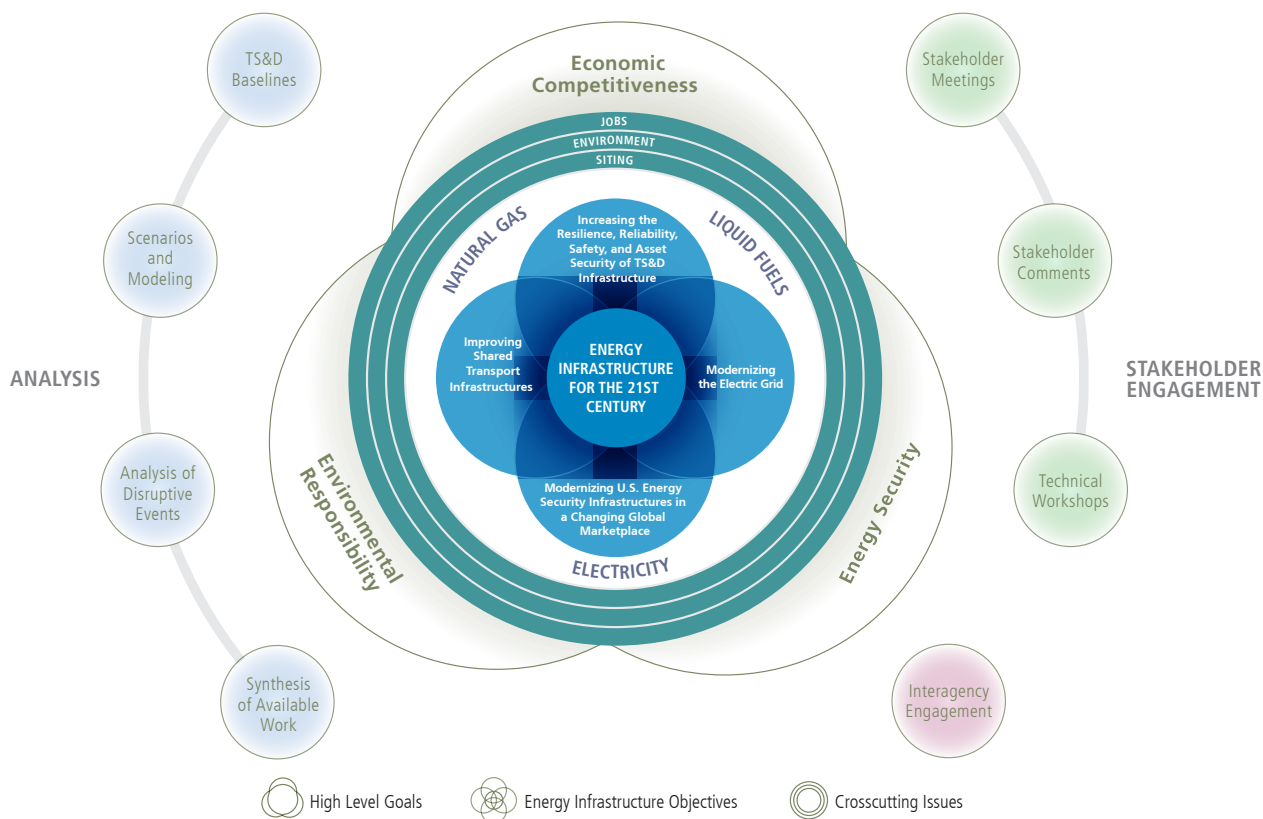 TS&D
Baselines
Scenarios
and
Modeling
ANALYSIS
Analysis of
Disruptive
Events
Synthesis
of Available
Work
Economic
Competitiveness
JOBS
ENVIRONMENT
SITING
NATURAL GAS
LIQUID FUELS
Increasing the
Resilience, Reliability,
Safety, and Asset
Security of TS&D
Infrastructure
Improving
Shared
Transport
Infrastructures
ENERGY
INFRASTRUCTURE
FOR THE 21ST
CENTURY
Modernizing
the Electric Grid
Modernizing U.S. Energy
Security Infrastructures in
a Changing Global
Marketplace
ELECTRICITY
Environmental
Responsibility
Energy Security
Stakeholder
Meetings
Stakeholder
Comments
STAKEHOLDER
ENGAGEMENT
Technical
Workshops
Interagency
Engagement
High Level Goals
Energy Infrastructure Objectives
Crosscutting Issues